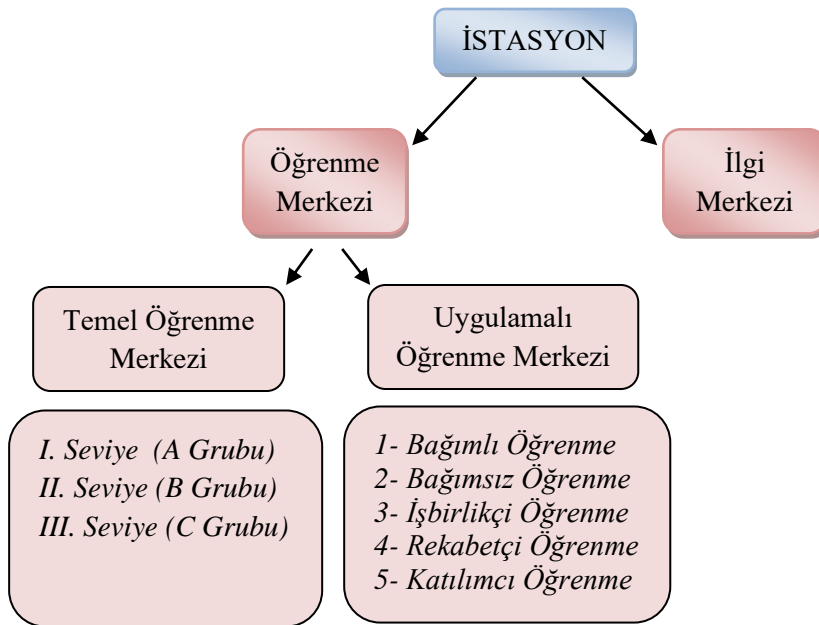 İSTASYON
Öğrenme
Merkezi
İlgi
Merkezi
Temel Öğrenme
Merkezi
Uygulamalı
Öğrenme Merkezi
I. Seviye (A Grubu)
II. Seviye (B Grubu)
III. Seviye (C Grubu)
1- Bağımlı Öğrenme
2- Bağımsız Öğrenme
3- İşbirlikçi Öğrenme
4- Rekabetçi Öğrenme
5- Katılımcı Öğrenme